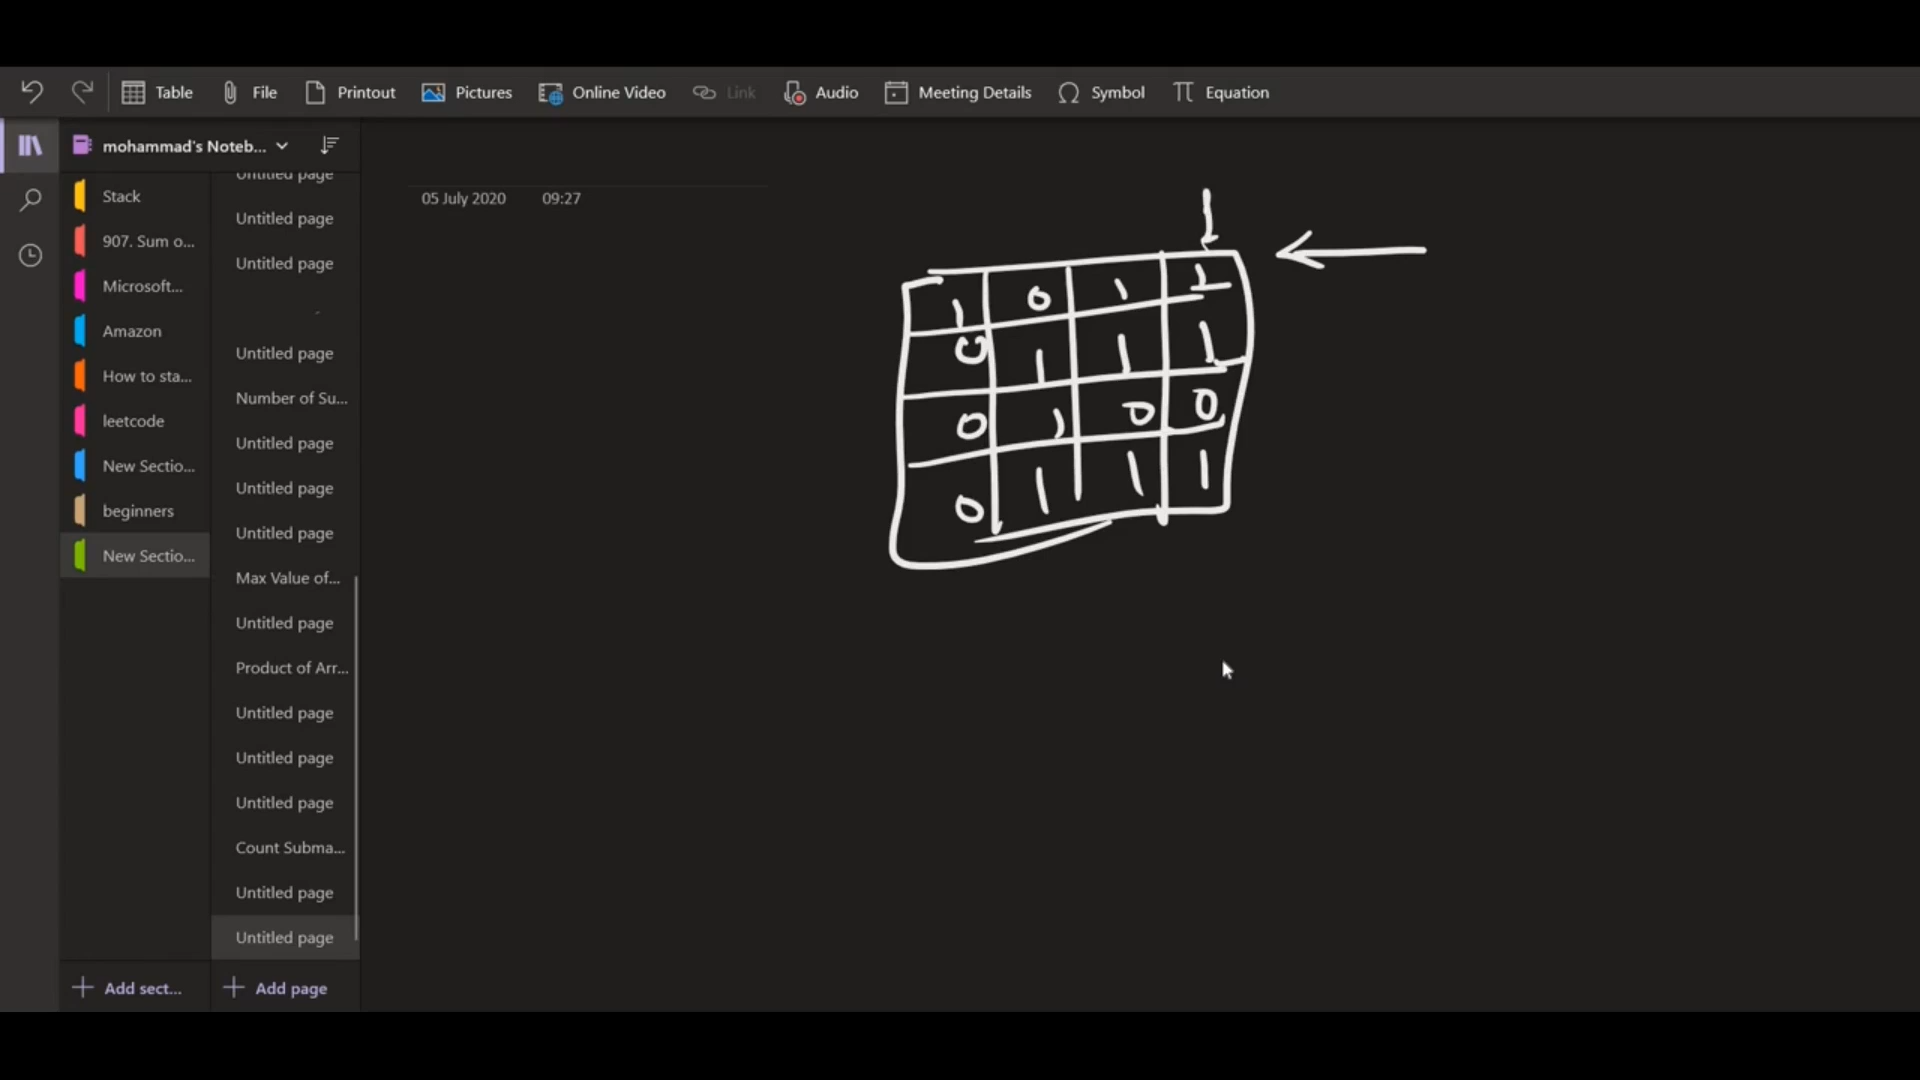 Table File Printout Pictures Online Video Link Audio Meeting Details Symbol Equation
mohammad's Noteb...
Stack
907. Sum o...
Microsoft...
Amazon
How to sta...
leetcode
New Sectio...
beginners
New Sectio...
Add sect...
Untitled page
Untitled page
Untitled page
Untitled page
Number of Su...
Untitled page
Untitled page
Untitled page
Max Value of...
Untitled page
Product of Arr...
Untitled page
Untitled page
Untitled page
Count Subma...
Untitled page
Untitled page
Add page
05 July 2020 09:27
1 0 1 1
0 1 1 1
0 1 0 0
0 1 1 1